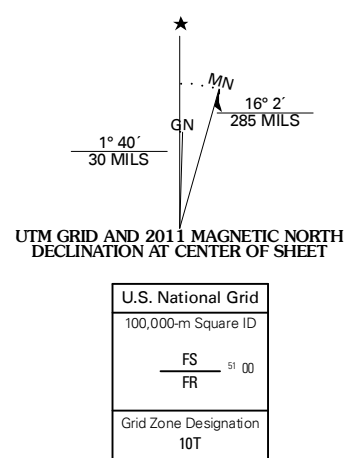 ★
MN
GN
16° 2´
285 MILS
1° 40´
30 MILS
UTM GRID AND 2011 MAGNETIC NORTH
DECLINATION AT CENTER OF SHEET
U.S. National Grid
100,000-m Square ID
FS
51 00
FR
Grid Zone Designation
10T